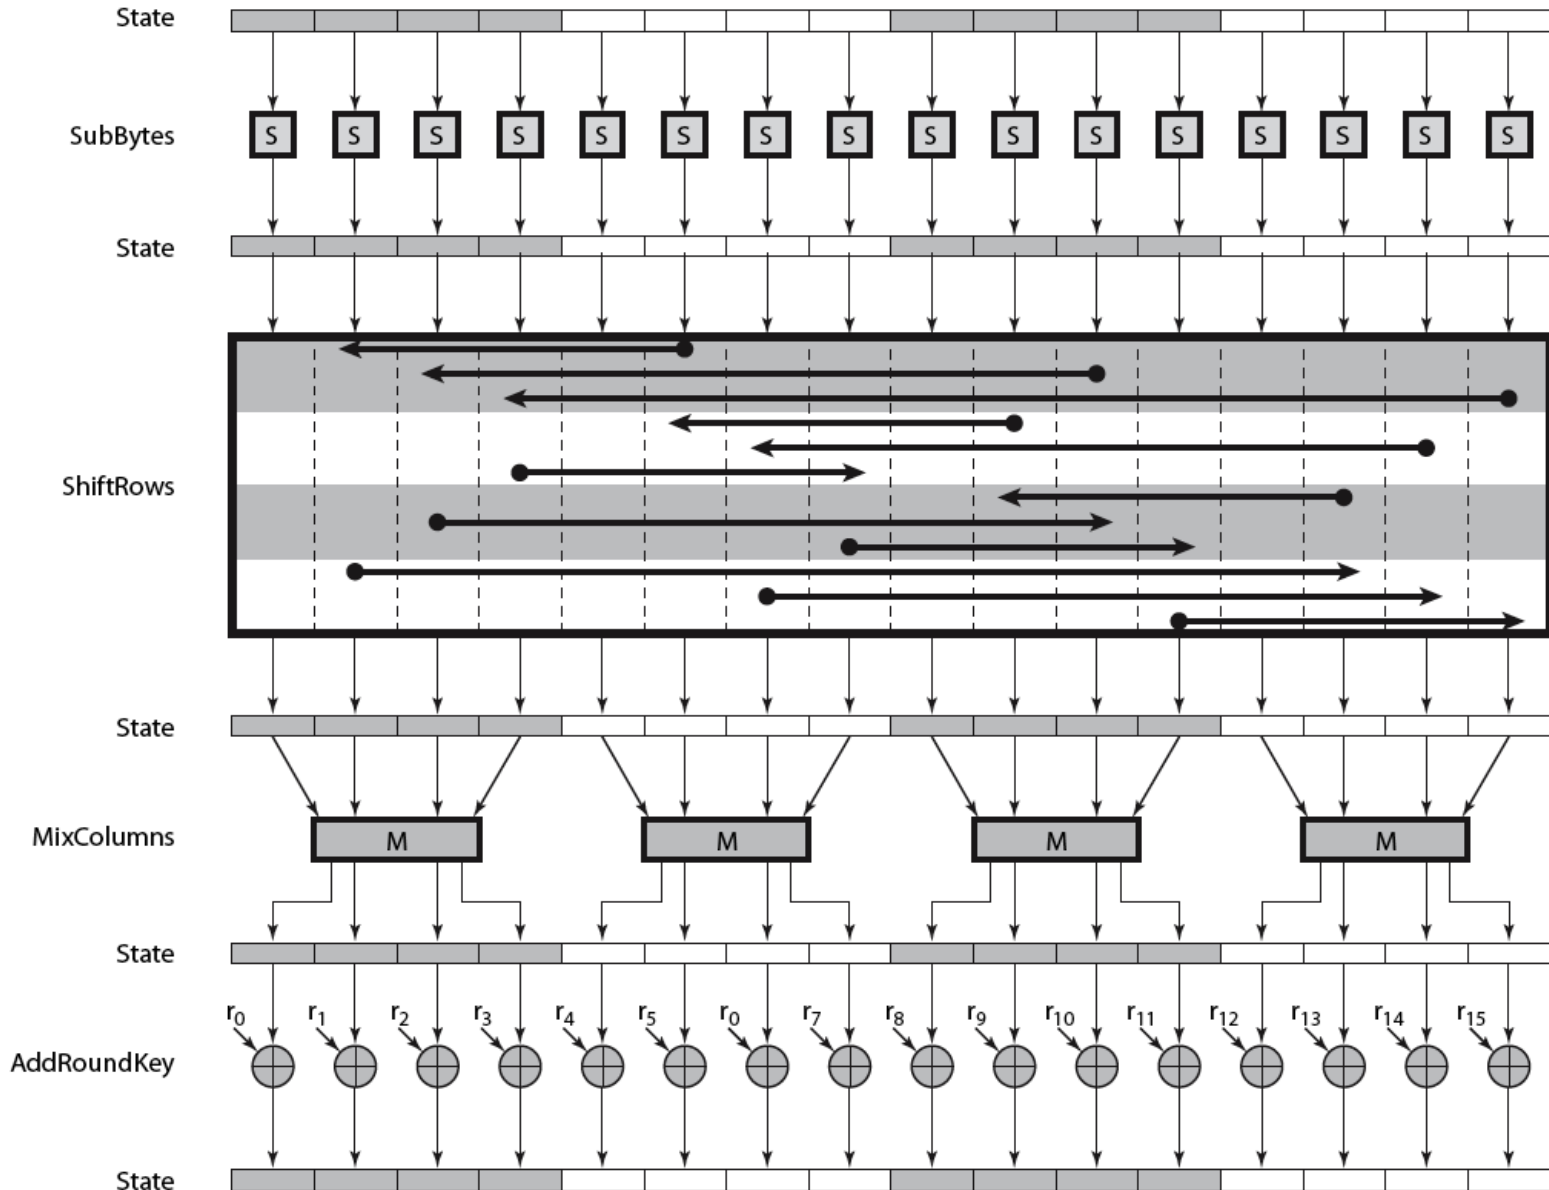 State
SubBytes
S S S S S S S S S S S S S S S S
State
ShiftRows
State
MixColumns
M M M M
State
r0 r1 r2 r3 r4 r5 r0 r7 r8 r9 r10 r11 r12 r13 r14 r15
AddRoundKey
State